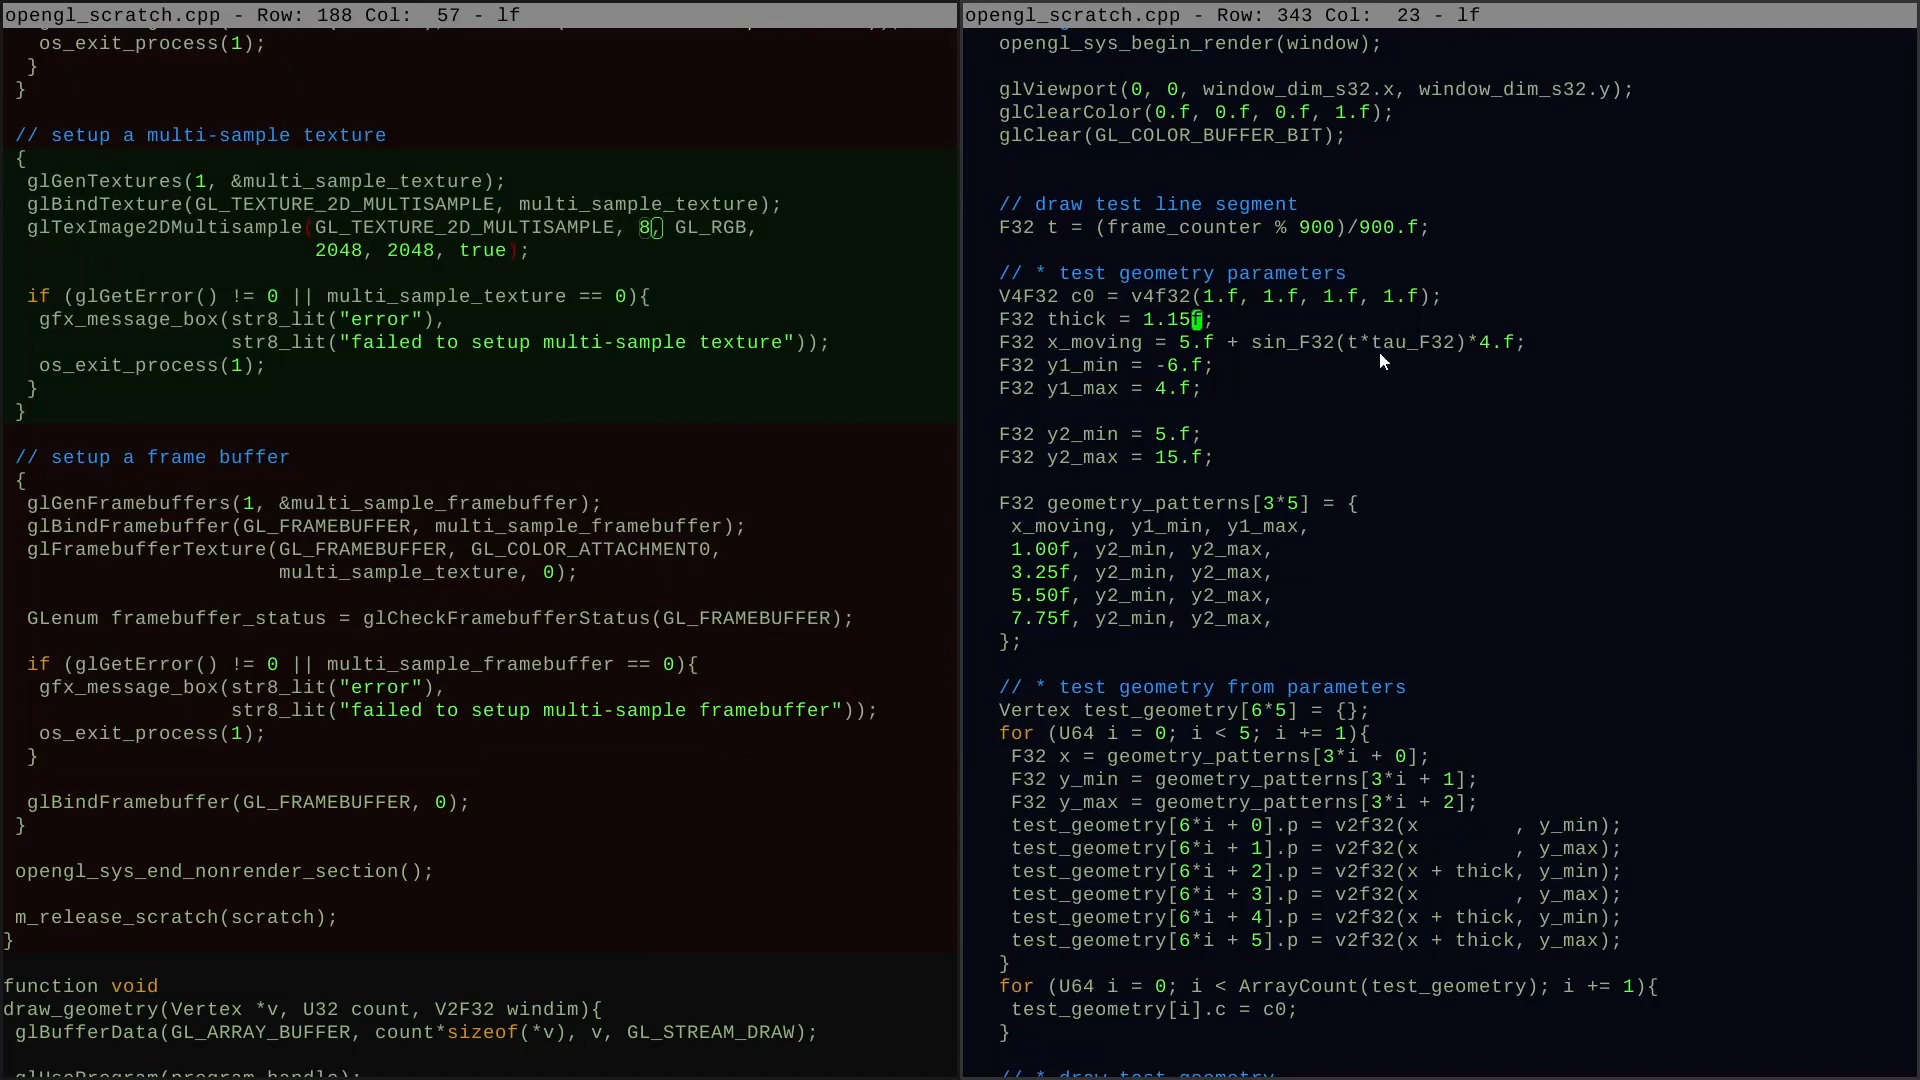 opengl_scratch.cpp - Row: 188 Col:  57 - lf
os_exit_process(1);
}
}
// setup a multi-sample texture
{
glGenTextures(1, &multi_sample_texture);
glBindTexture(GL_TEXTURE_2D_MULTISAMPLE, multi_sample_texture);
glTexImage2DMultisample(GL_TEXTURE_2D_MULTISAMPLE, 8, GL_RGB,
2048, 2048, true);
if (glGetError() != 0 || multi_sample_texture == 0){
gfx_message_box(str8_lit("error"),
str8_lit("failed to setup multi-sample texture"));
os_exit_process(1);
}
}
// setup a frame buffer
{
glGenFramebuffers(1, &multi_sample_framebuffer);
glBindFramebuffer(GL_FRAMEBUFFER, multi_sample_framebuffer);
glFramebufferTexture(GL_FRAMEBUFFER, GL_COLOR_ATTACHMENT0,
multi_sample_texture, 0);
GLenum framebuffer_status = glCheckFramebufferStatus(GL_FRAMEBUFFER);
if (glGetError() != 0 || multi_sample_framebuffer == 0){
gfx_message_box(str8_lit("error"),
str8_lit("failed to setup multi-sample framebuffer"));
os_exit_process(1);
}
glBindFramebuffer(GL_FRAMEBUFFER, 0);
}
opengl_sys_end_nonrender_section();
m_release_scratch(scratch);
}
function void
draw_geometry(Vertex *v, U32 count, V2F32 windim){
glBufferData(GL_ARRAY_BUFFER, count*sizeof(*v), v, GL_STREAM_DRAW);
glUseProgram(program_handle);
opengl_scratch.cpp - Row: 343 Col:  23 - lf
opengl_sys_begin_render(window);
glViewport(0, 0, window_dim_s32.x, window_dim_s32.y);
glClearColor(0.f, 0.f, 0.f, 1.f);
glClear(GL_COLOR_BUFFER_BIT);
// draw test line segment
F32 t = (frame_counter % 900)/900.f;
// * test geometry parameters
V4F32 c0 = v4f32(1.f, 1.f, 1.f, 1.f);
F32 thick = 1.15f;
F32 x_moving = 5.f + sin_F32(t*tau_F32)*4.f;
F32 y1_min = -6.f;
F32 y1_max = 4.f;
F32 y2_min = 5.f;
F32 y2_max = 15.f;
F32 geometry_patterns[3*5] = {
x_moving, y1_min, y1_max,
1.00f, y2_min, y2_max,
3.25f, y2_min, y2_max,
5.50f, y2_min, y2_max,
7.75f, y2_min, y2_max,
};
// * test geometry from parameters
Vertex test_geometry[6*5] = {};
for (U64 i = 0; i < 5; i += 1){
F32 x = geometry_patterns[3*i + 0];
F32 y_min = geometry_patterns[3*i + 1];
F32 y_max = geometry_patterns[3*i + 2];
test_geometry[6*i + 0].p = v2f32(x        , y_min);
test_geometry[6*i + 1].p = v2f32(x        , y_max);
test_geometry[6*i + 2].p = v2f32(x + thick, y_min);
test_geometry[6*i + 3].p = v2f32(x        , y_max);
test_geometry[6*i + 4].p = v2f32(x + thick, y_min);
test_geometry[6*i + 5].p = v2f32(x + thick, y_max);
}
for (U64 i = 0; i < ArrayCount(test_geometry); i += 1){
test_geometry[i].c = c0;
}
// * draw test geometry